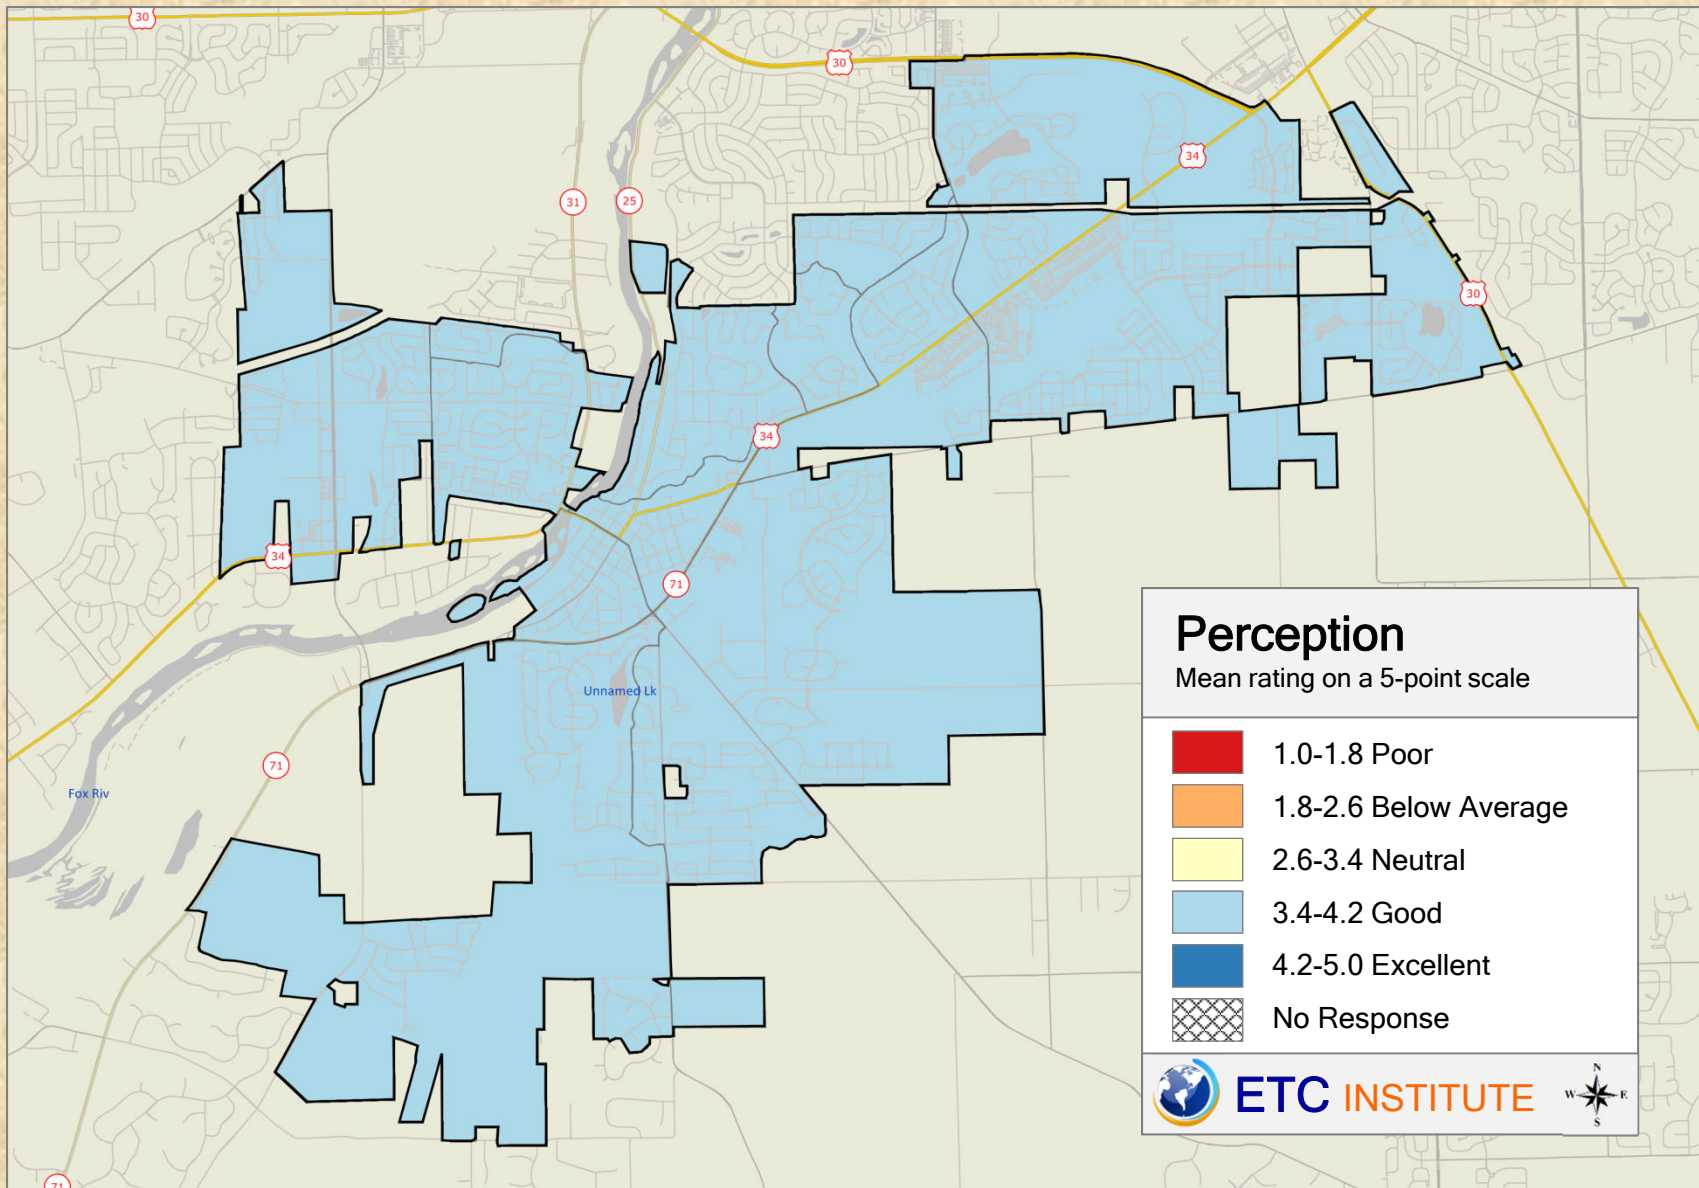 30
30
34
31
25
30
34
34
71
Unnamed Lk
71
Fox Riv
71
Perception
Mean rating on a 5-point scale
1.0-1.8 Poor
1.8-2.6 Below Average
2.6-3.4 Neutral
3.4-4.2 Good
4.2-5.0 Excellent
No Response
ETC INSTITUTE
N
W E
S